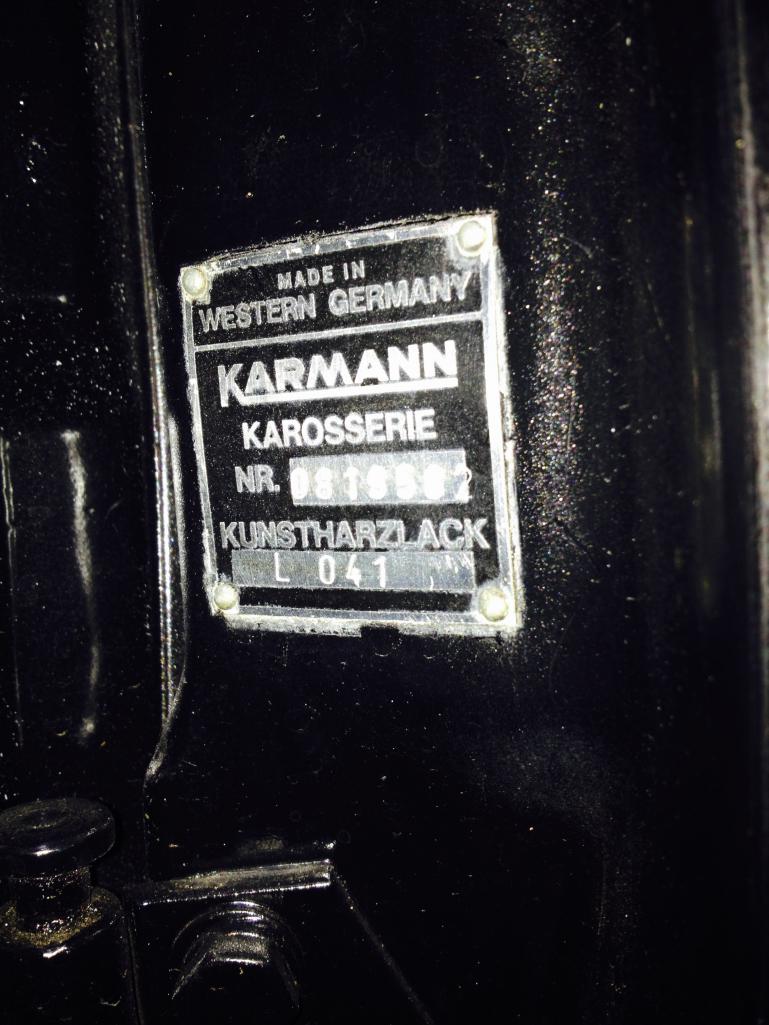 MADE IN
WESTERN GERMANY
KARMANN
KAROSSERIE
NR.
KUNSTHARZLACK
L 041